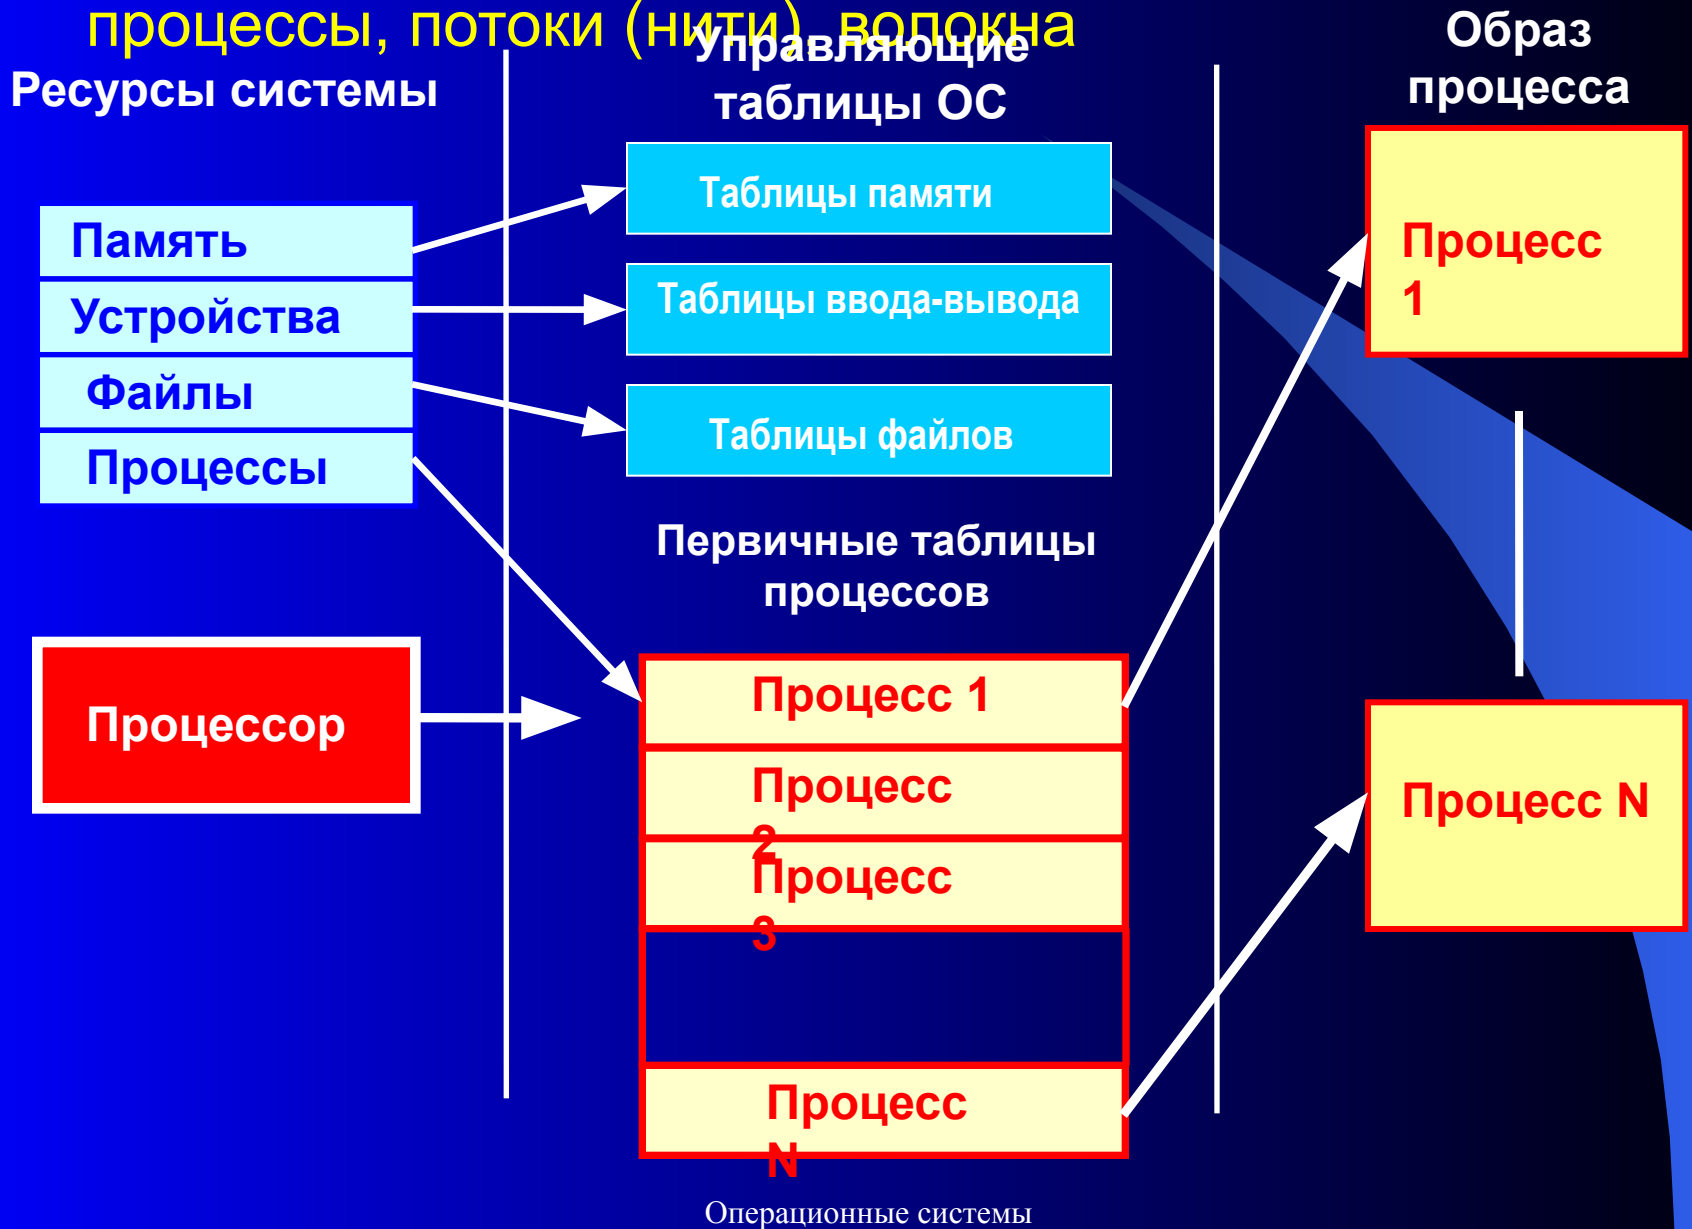 процессы, потоки (нити), волокна
Ресурсы системы
Память
Устройства
Файлы
Процессы
Процессор
Управляющие
таблицы ОС
Таблицы памяти
Таблицы ввода-вывода
Таблицы файлов
Первичные таблицы
процессов
Процесс 1
Процесс
2
Процесс
3
Процесс
N
Образ
процесса
Процесс
1
Процесс N
Операционные системы